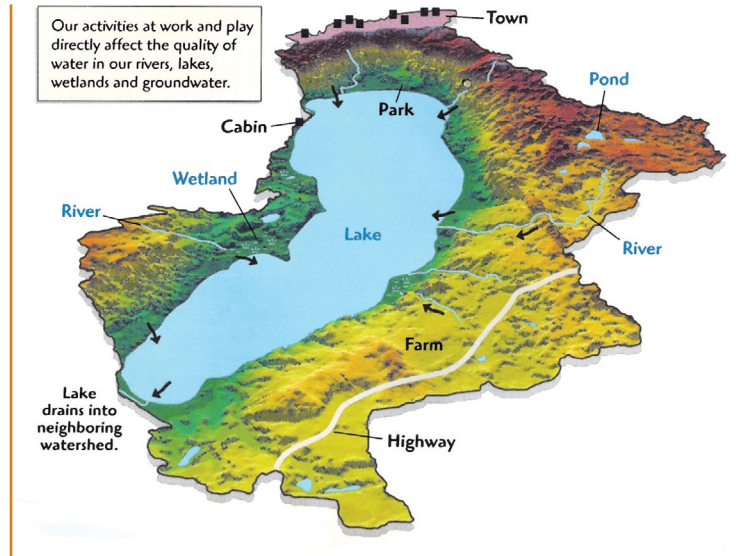 Our activities at work and play
directly affect the quality of
water in our rivers, lakes,
wetlands and groundwater.
Town
Pond
Park
Cabin
Wetland
River
Lake
River
Farm
Lake
drains into
neighboring
watershed.
Highway